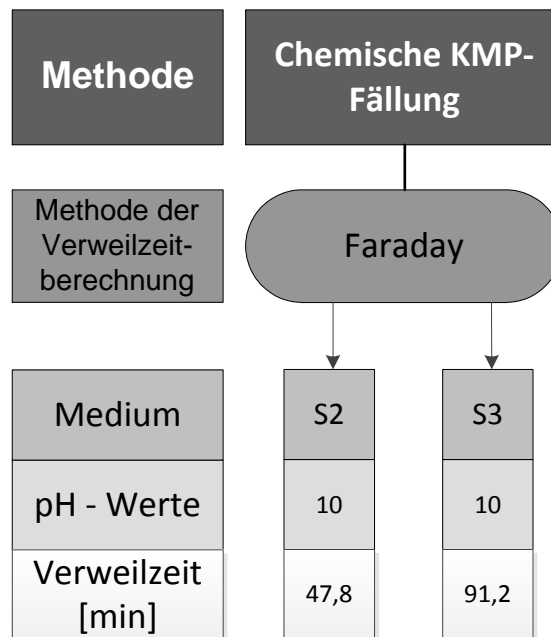 Methode
Chemische KMP-
Fällung
Methode der
Verweilzeit-
berechnung
Faraday
Medium
S2
S3
pH - Werte
10
10
Verweilzeit
[min]
47,8
91,2